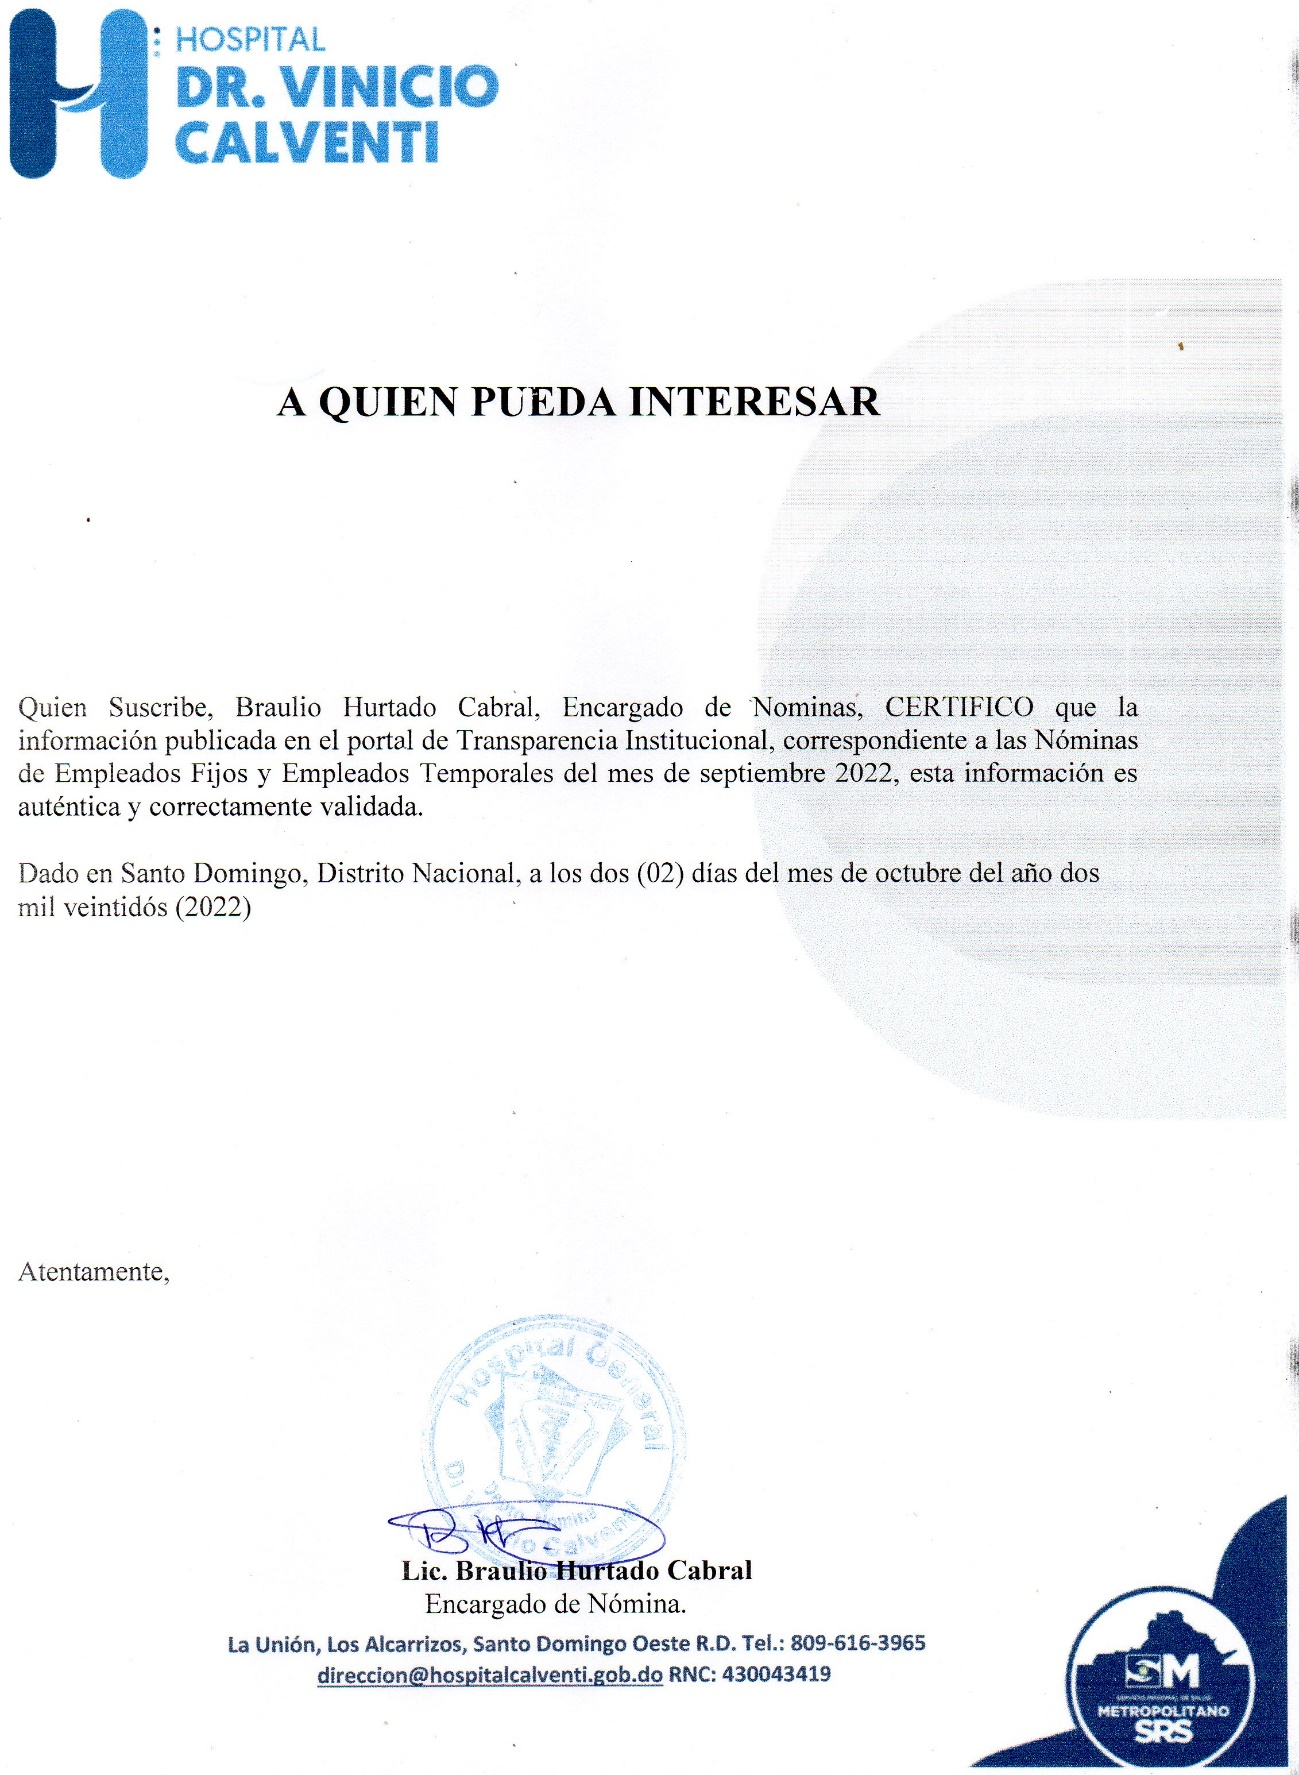 HOSPITAL
DR. VINICIO
CALVENTI
A QUIEN PUEDA INTERESAR
Quien Suscribe, Braulio Hurtado Cabral, Encargado de Nominas, CERTIFICO que la
información publicada en el portal de Transparencia Institucional, correspondiente a las Nóminas
de Empleados Fijos y Empleados Temporales del mes de septiembre 2022, esta información es
auténtica y correctamente validada.
Dado en Santo Domingo, Distrito Nacional, a los dos (02) días del mes de octubre del año dos
mil veintidós (2022)
Atentamente,
Hospital General
Calventi
Lic. Braulio Hurtado Cabral
Encargado de Nómina.
La Unión, Los Alcarrizos, Santo Domingo Oeste R.D. Tel.: 809-616-3965
direccion@hospitalcalventi.gob.do RNC: 430043419
SM
SERVICIO REGIONAL DE SALUD
METROPOLITANO
SRS